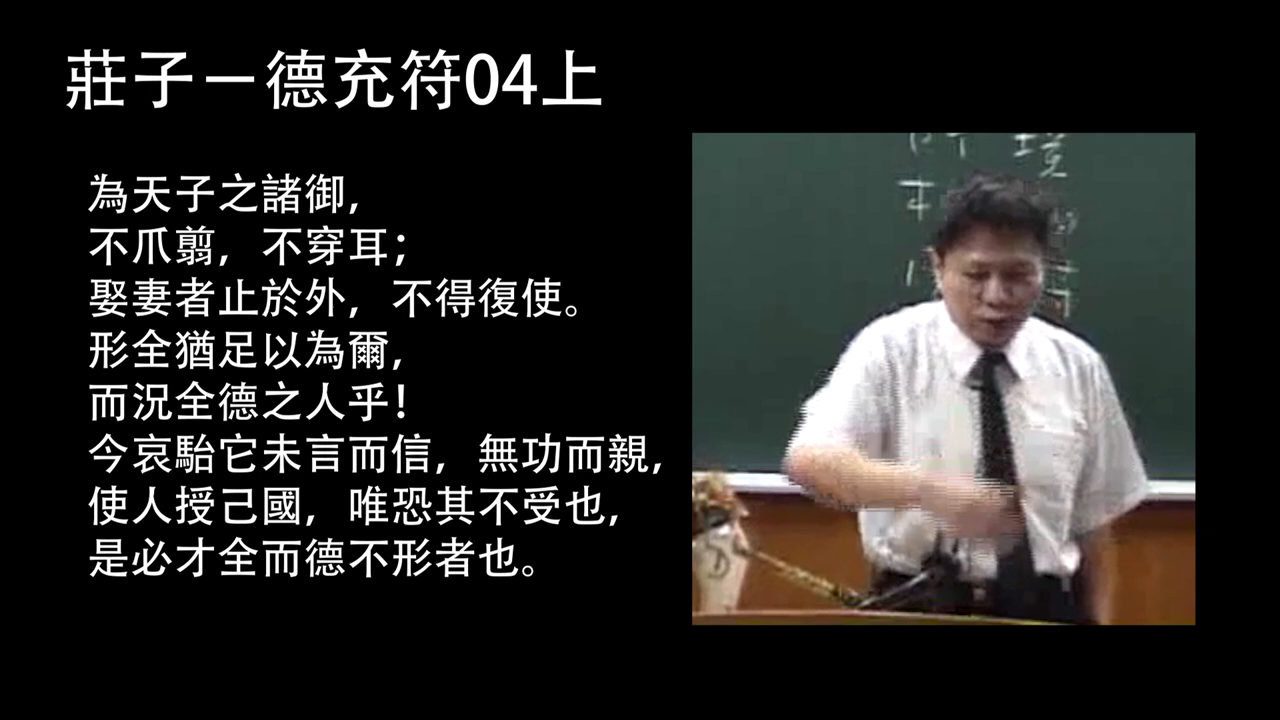 莊子－德充符04上
為天子之諸御，
不爪翦，不穿耳；
娶妻者止於外，不得復使。
形全猶足以為爾，
而況全德之人乎！
今哀駘它未言而信，無功而親，
使人授己國，唯恐其不受也，
是必才全而德不形者也。